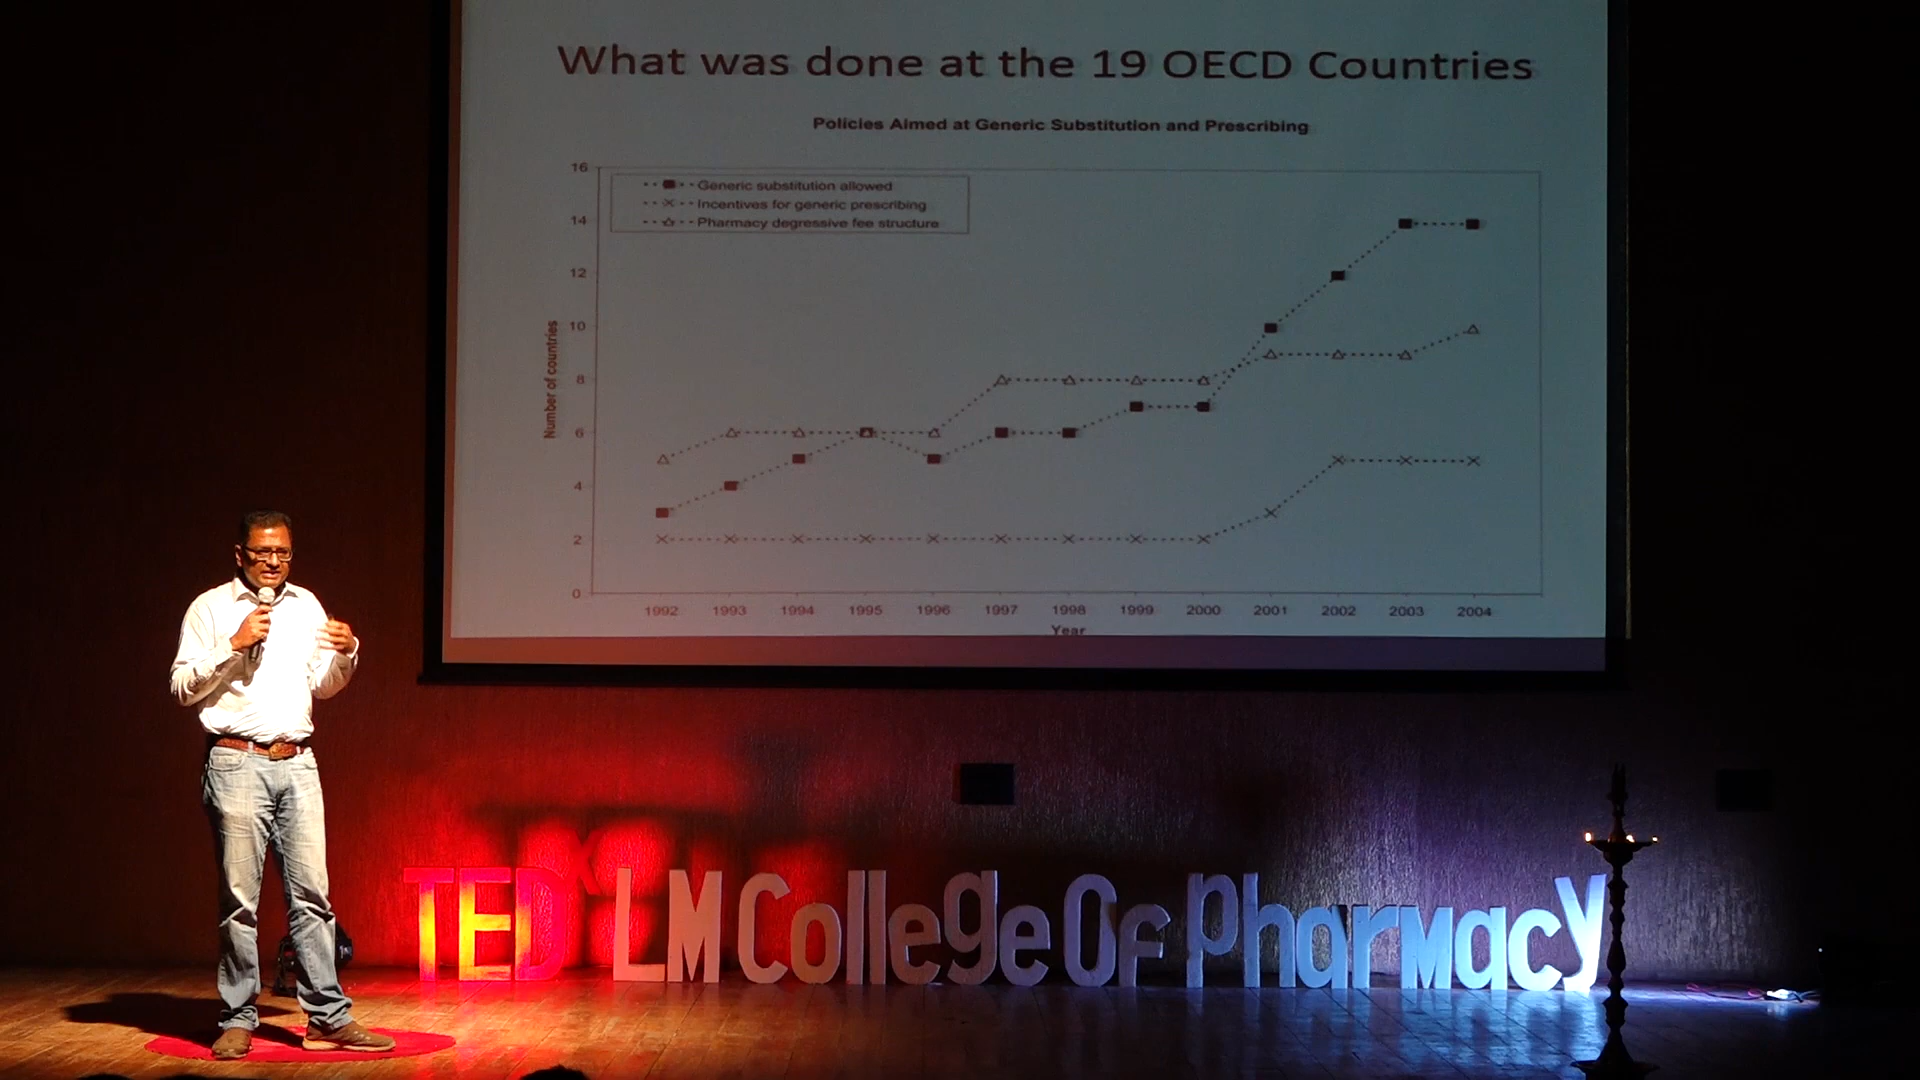 What was done at the 19 OECD Countries
Policies Aimed at Generic Substitution and Prescribing
Generic substitution allowed
Incentives for generic prescribing
Pharmacy degressive fee structure
Number of countries
16
14
12
10
8
6
4
2
0
1992 1993 1994 1995 1996 1997 1998 1999 2000 2001 2002 2003 2004
Year
TEDx LM College Of Pharmacy